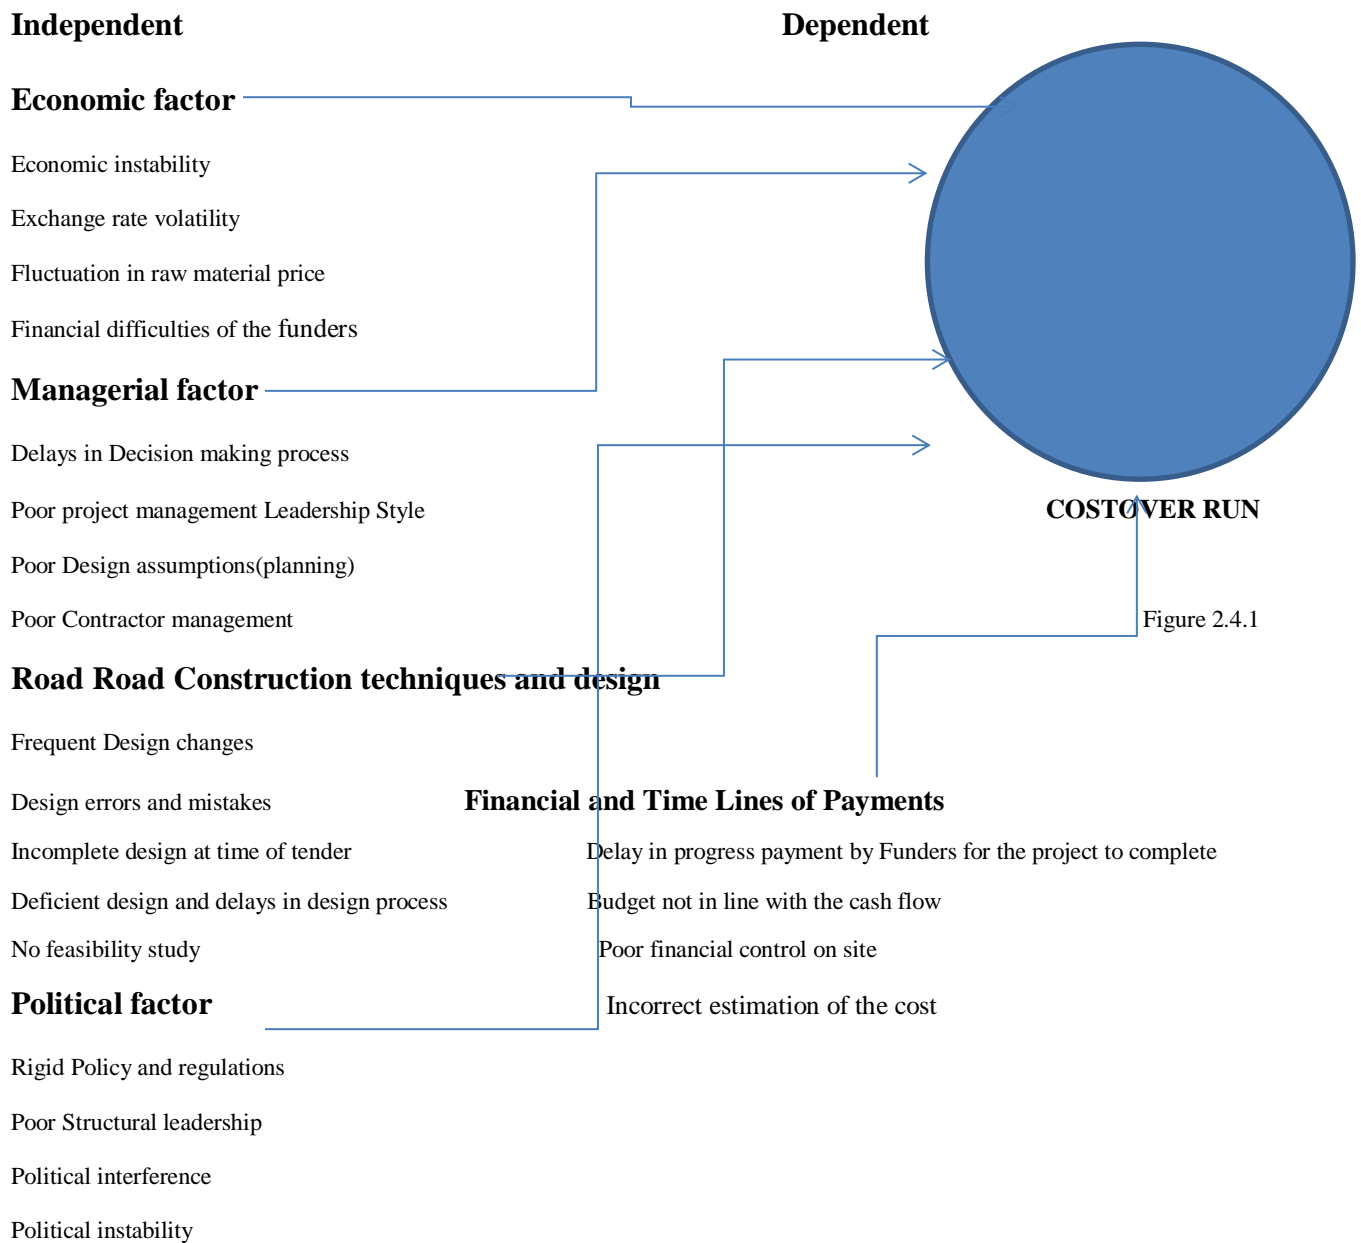 Independent
Dependent
Economic factor
Economic instability
Exchange rate volatility
Fluctuation in raw material price
Financial difficulties of the funders
Managerial factor
Delays in Decision making process
Poor project management Leadership Style
COSTOVER RUN
Poor Design assumptions(planning)
Poor Contractor management
Figure 2.4.1
Road Road Construction techniques and design
Frequent Design changes
Design errors and mistakes
Financial and Time Lines of Payments
Incomplete design at time of tender
Delay in progress payment by Funders for the project to complete
Deficient design and delays in design process
Budget not in line with the cash flow
No feasibility study
Poor financial control on site
Political factor
Incorrect estimation of the cost
Rigid Policy and regulations
Poor Structural leadership
Political interference
Political instability